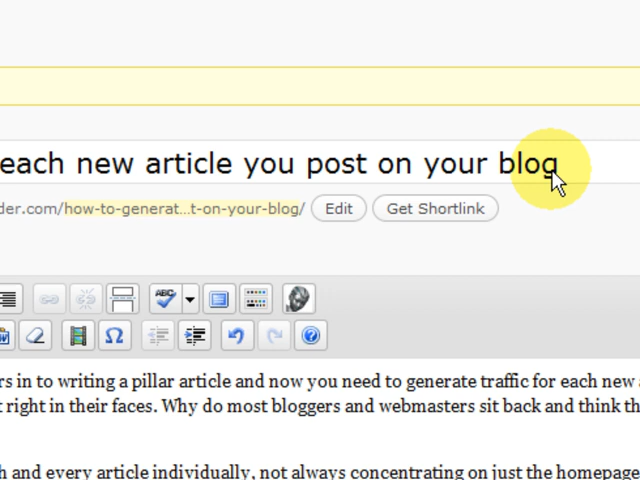 each new article you post on your blog
der.com/how-to-generat...t-on-your-blog/ Edit Get Shortlink
ABC
W Ω ?
rs in to writing a pillar article and now you need to generate traffic for each new
t right in their faces. Why do most bloggers and webmasters sit back and think th
h and every article individually, not always concentrating on just the homepage